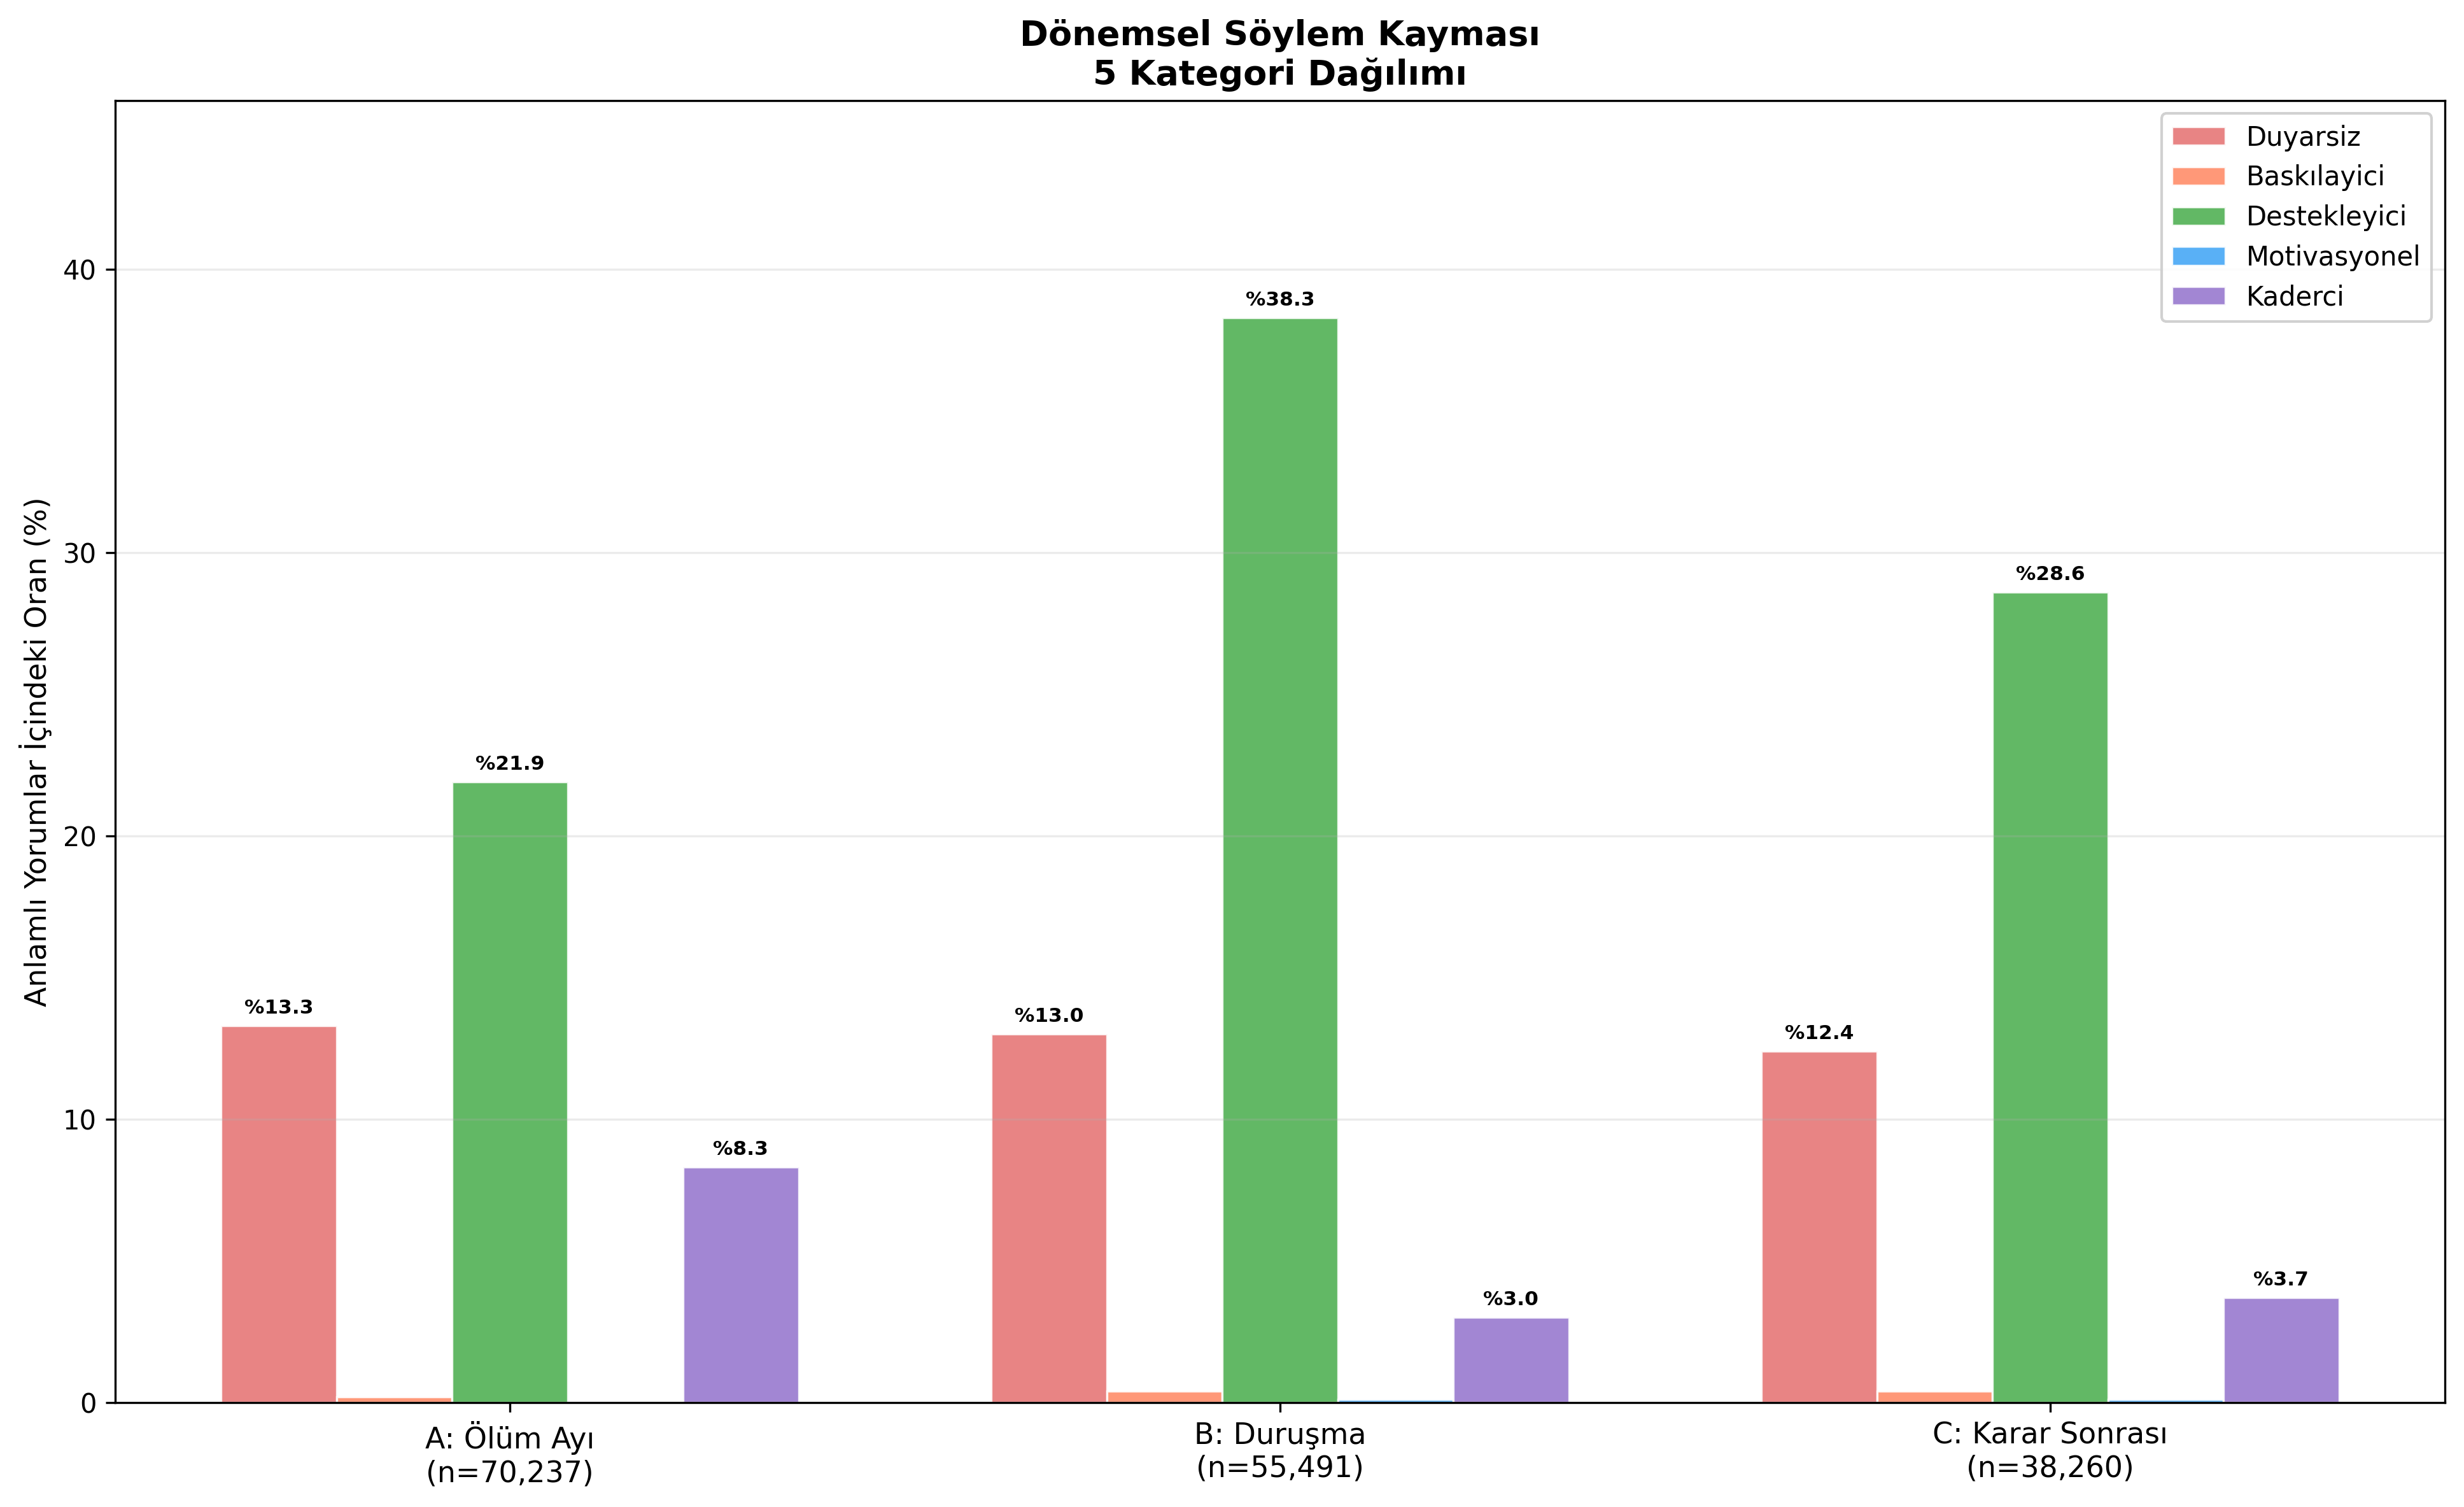 Dönemsel Söylem Kayması
5 Kategori Dağılımı
Duyarsiz
Baskılayici
Destekleyici
Motivasyonel
Kaderci
Anlamlı Yorumlar İçindeki Oran (%)
40
30
20
10
0
%13.3
%21.9
%8.3
%13.0
%38.3
%3.0
%12.4
%28.6
%3.7
A: Ölüm Ayı
(n=70,237)
B: Duruşma
(n=55,491)
C: Karar Sonrası
(n=38,260)